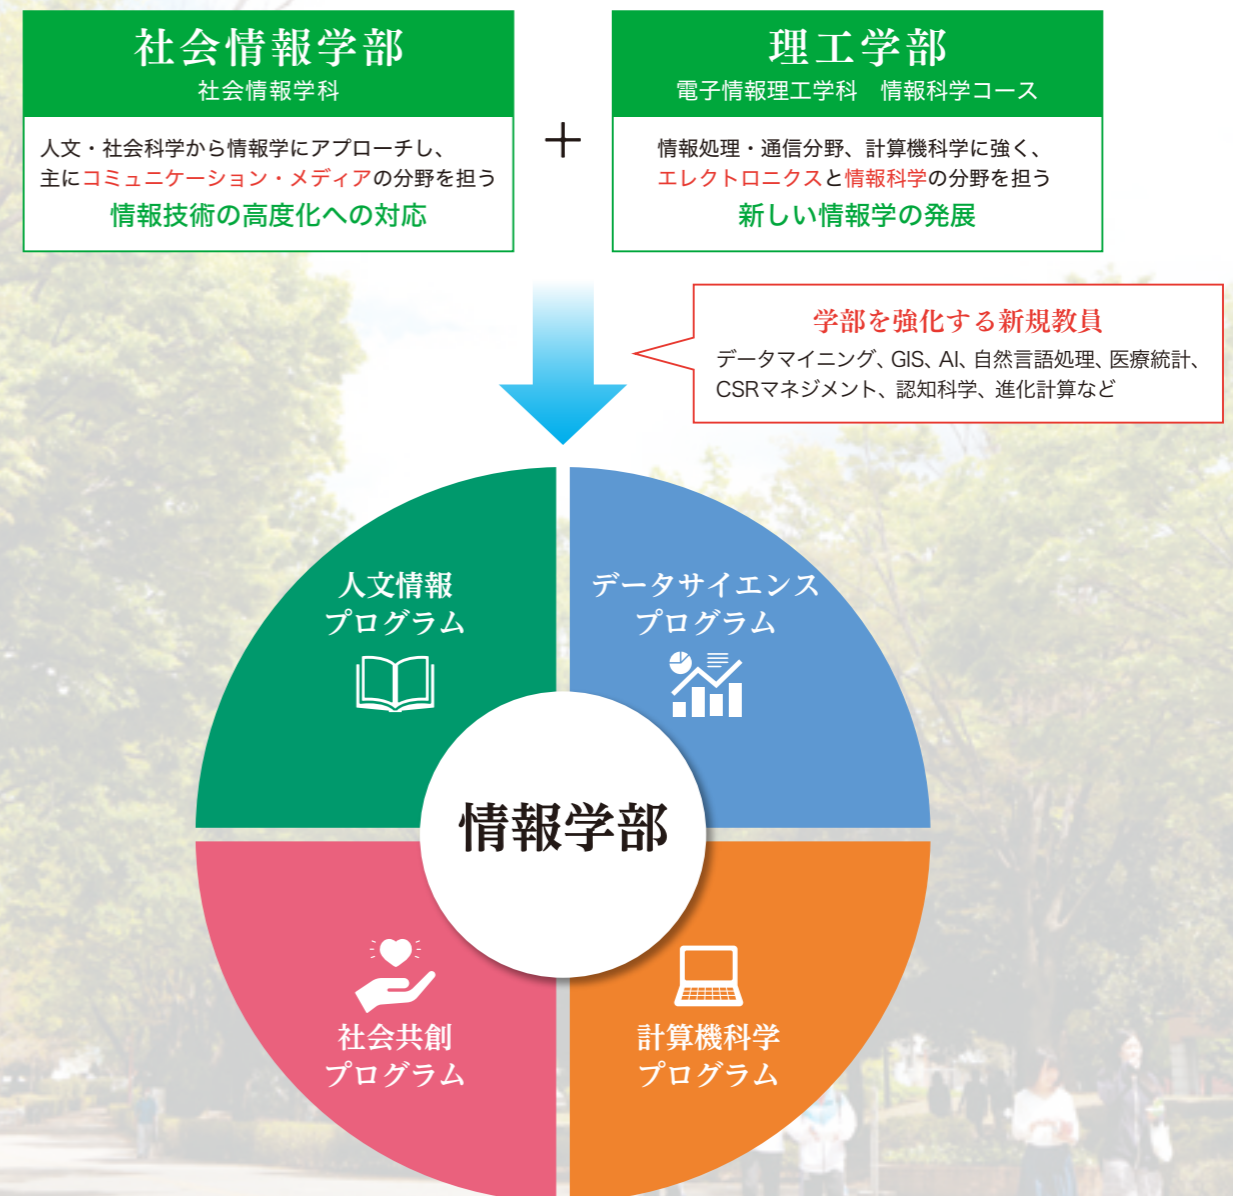 社会情報学部
社会情報学科
人文・社会科学から情報学にアプローチし、
主にコミュニケーション・メディアの分野を担う
情報技術の高度化への対応
+
理工学部
電子情報理工学科　情報科学コース
情報処理・通信分野、計算機科学に強く、
エレクトロニクスと情報科学の分野を担う
新しい情報学の発展
学部を強化する新規教員
データマイニング、GIS、AI、自然言語処理、医療統計、
CSRマネジメント、認知科学、進化計算など
人文情報
プログラム
データサイエンス
プログラム
情報学部
社会共創
プログラム
計算機科学
プログラム